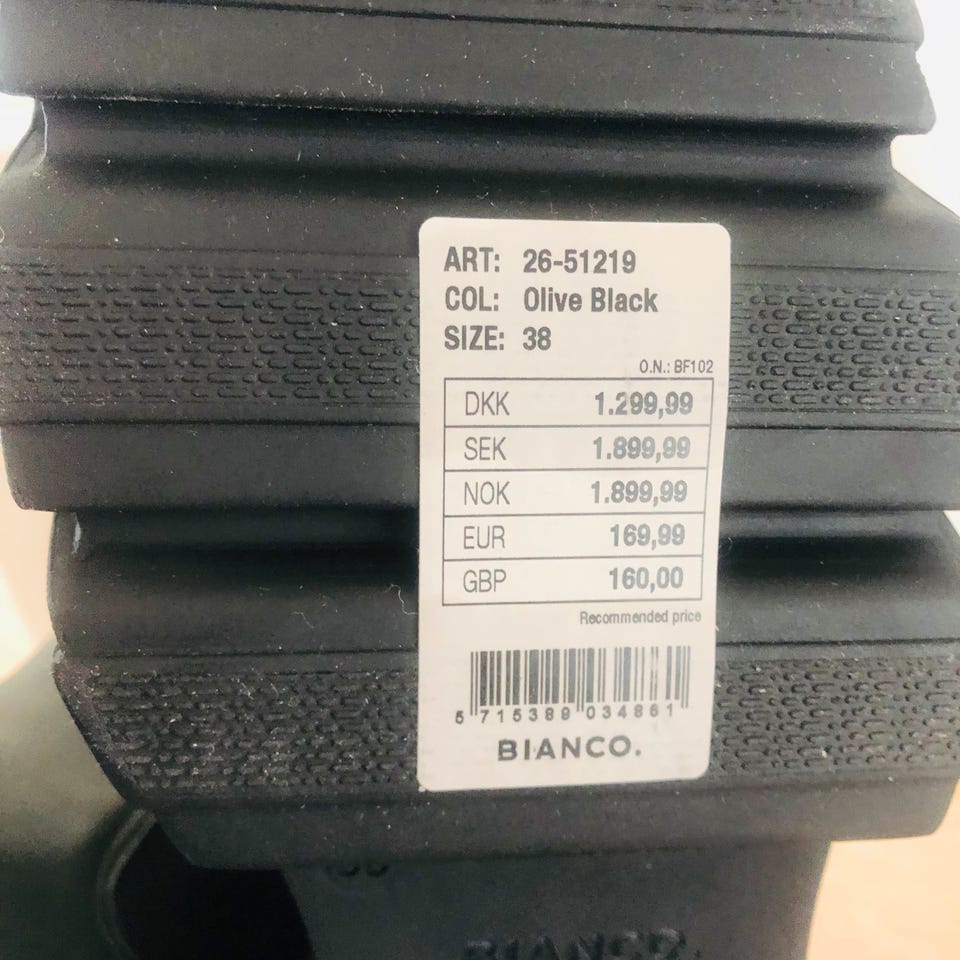 ART: 26-51219
COL: Olive Black
SIZE: 38
O.N.: BF102
DKK 1.299,99
SEK 1.899,99
NOK 1.899,99
EUR 169,99
GBP 160,00
Recommended price
5 715389 034861
BIANCO.
BIANCO.